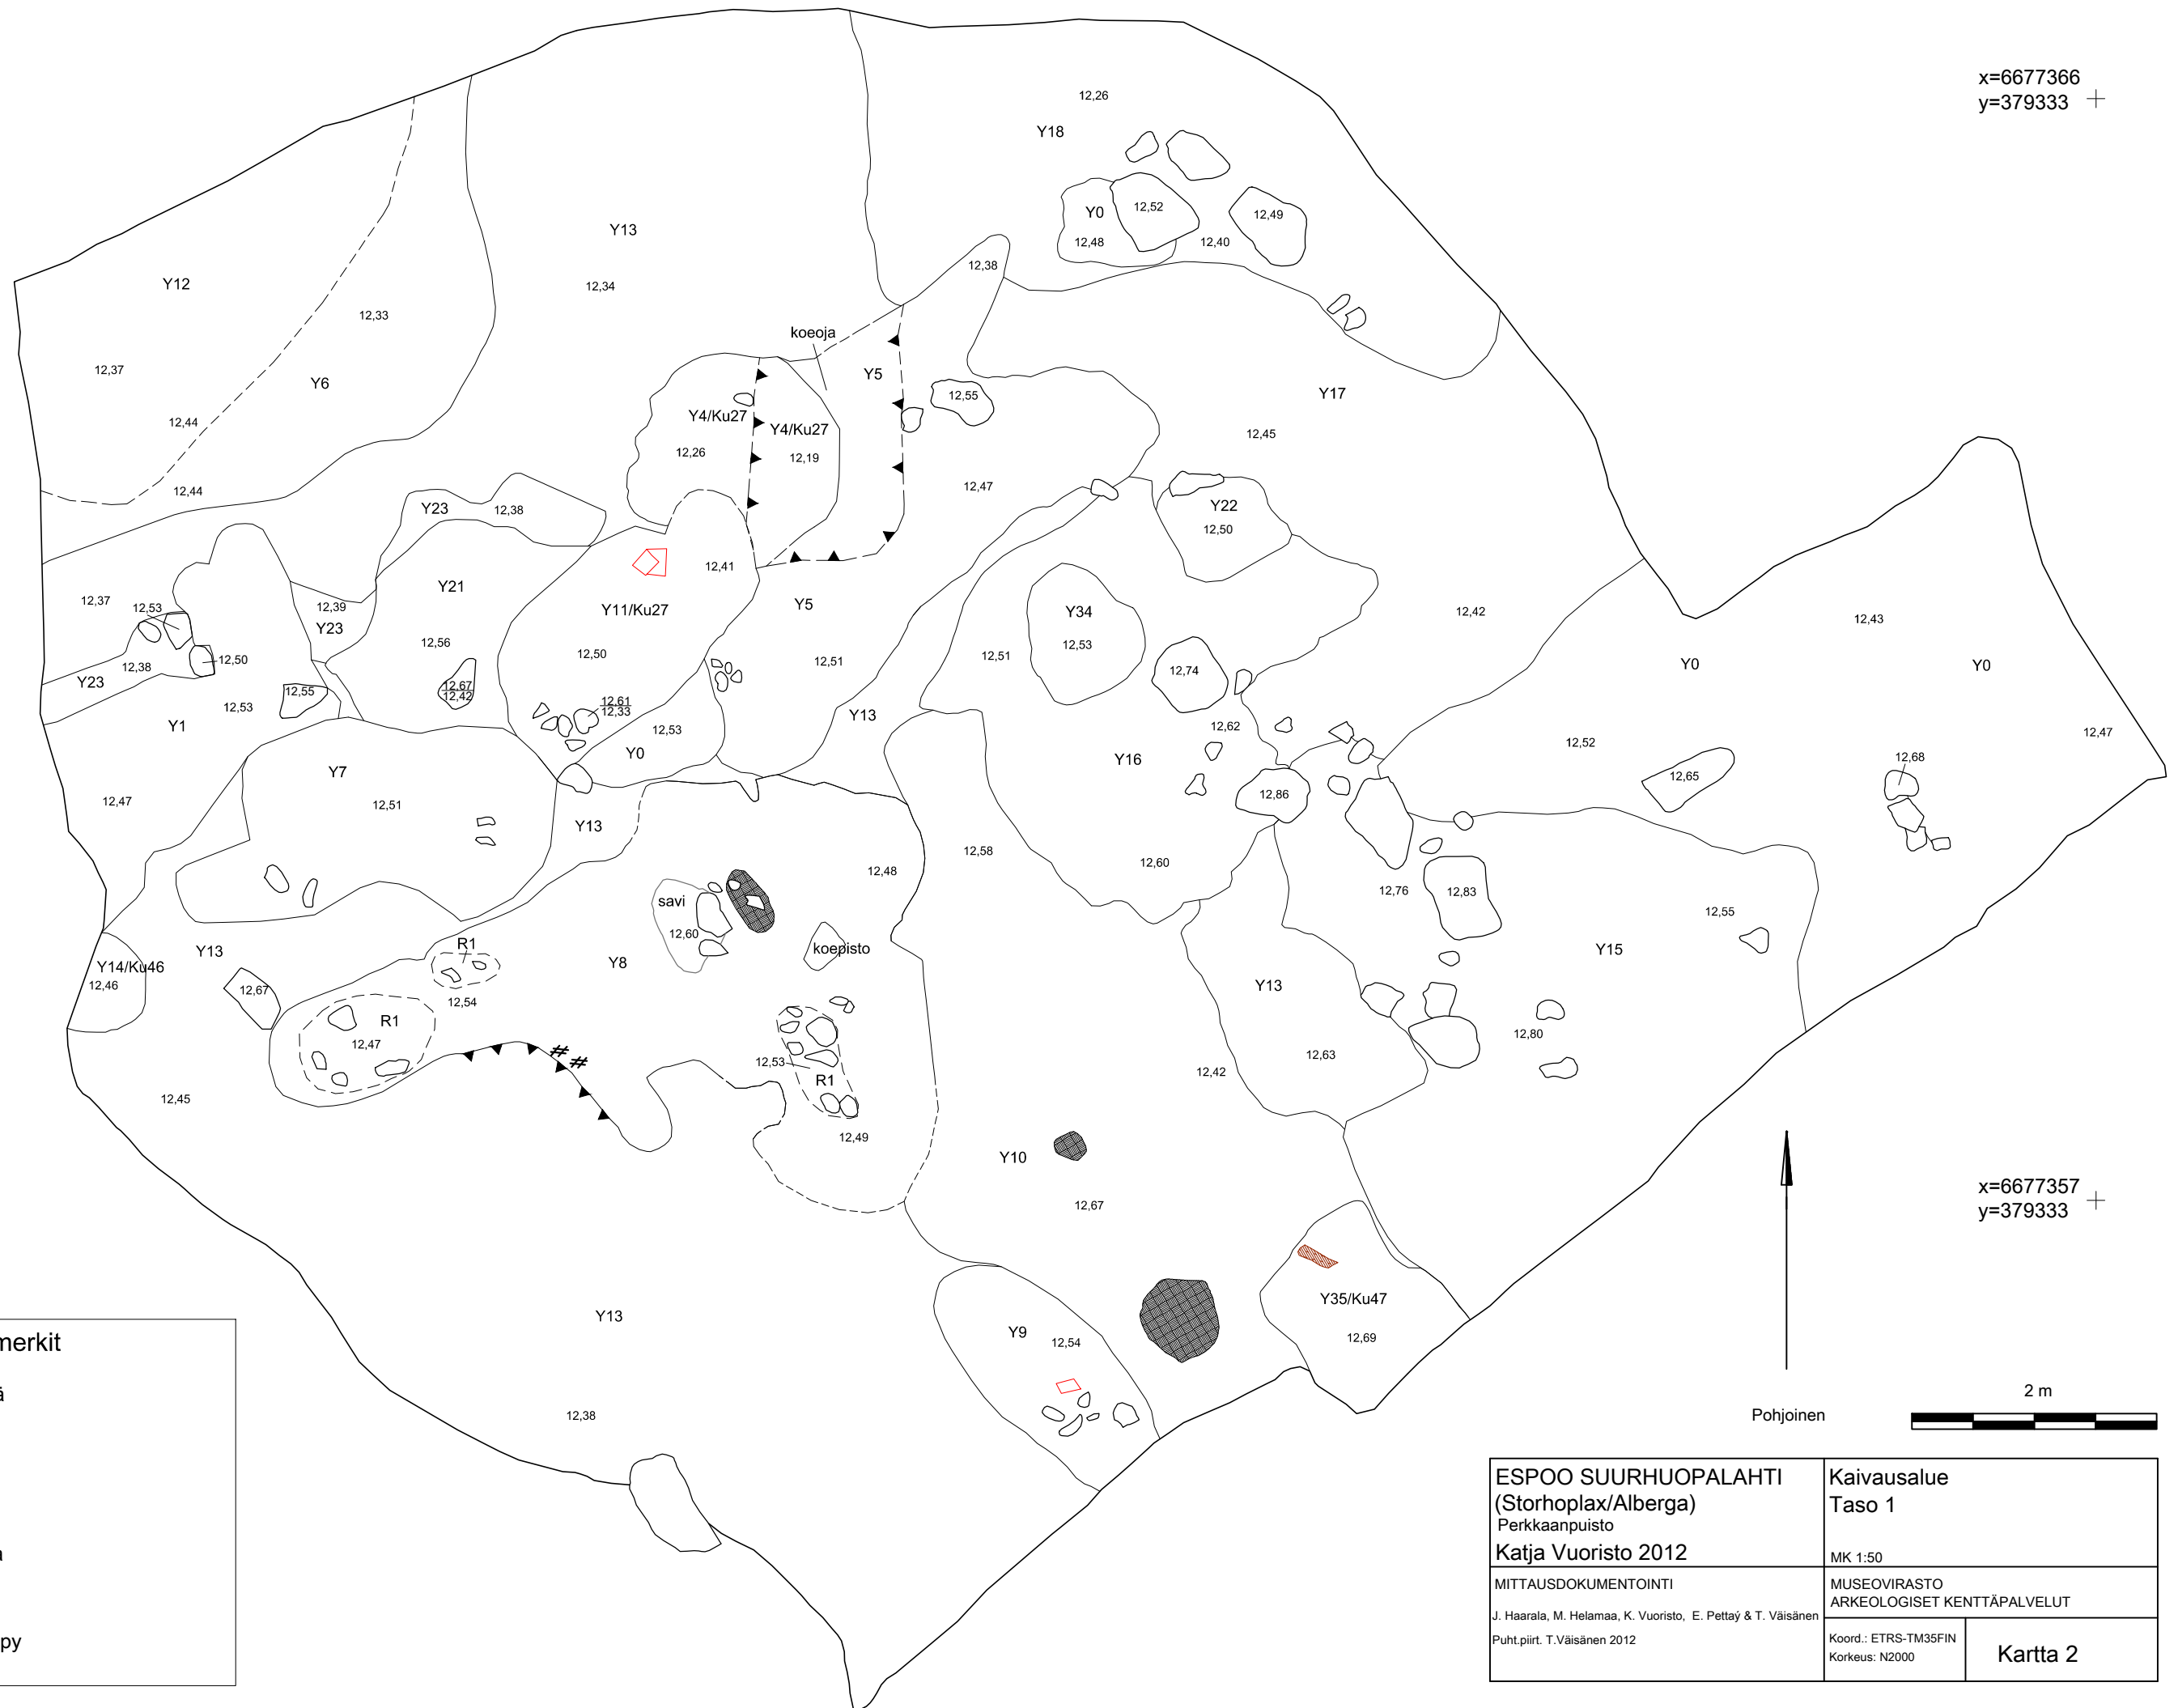 x=6677366
y=379333
12,26
Y18
Y0
12,52
12,49
12,48
12,40
Y13
12,38
Y12
12,34
12,33
koeoja
12,37
Y6
Y5
12,55
Y17
12,44
Y4/Ku27
Y4/Ku27
12,45
12,26
12,19
12,44
12,47
Y23
12,38
Y22
12,50
12,41
Y21
12,37
12,53
12,39
Y11/Ku27
Y5
Y34
12,42
12,43
Y23
12,56
12,53
12,38
12,50
12,50
12,51
12,51
12,74
Y0
Y0
Y23
12,55
12,67
12,42
12,53
12,61
12,33
Y13
Y1
12,53
12,62
12,47
Y0
12,52
Y16
12,68
Y7
12,65
12,47
12,51
12,86
Y13
12,58
12,60
12,48
12,76
12,83
savi
12,55
12,60
R1
koepisto
Y13
Y15
Y14/Ku46
Y8
12,46
12,67
Y13
12,54
R1
12,80
12,47
12,53
12,63
R1
12,42
12,45
12,49
Y10
x=6677357
y=379333
12,67
Y35/Ku47
Y13
Y9
12,54
12,69
merkit
ä
2 m
12,38
Pohjoinen
ESPOO SUURHUOPALAHTI
(Storhoplax/Alberga)
Perkkaanpuisto
Katja Vuoristo 2012
Kaivausalue
Taso 1
MK 1:50
a
MITTAUSDOKUMENTOINTI
J. Haarala, M. Helamaa, K. Vuoristo, E. Pettaý & T. Väisänen
Puht.piirt. T.Väisänen 2012
MUSEOVIRASTO
ARKEOLOGISET KENTTÄPALVELUT
py
Koord.: ETRS-TM35FIN
Korkeus: N2000
Kartta 2